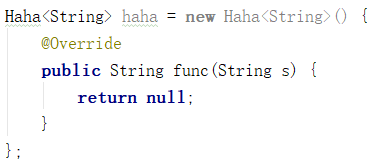 Haha<String> haha = new Haha<String>() {
    @Override
    public String func(String s) {
        return null;
    }
};